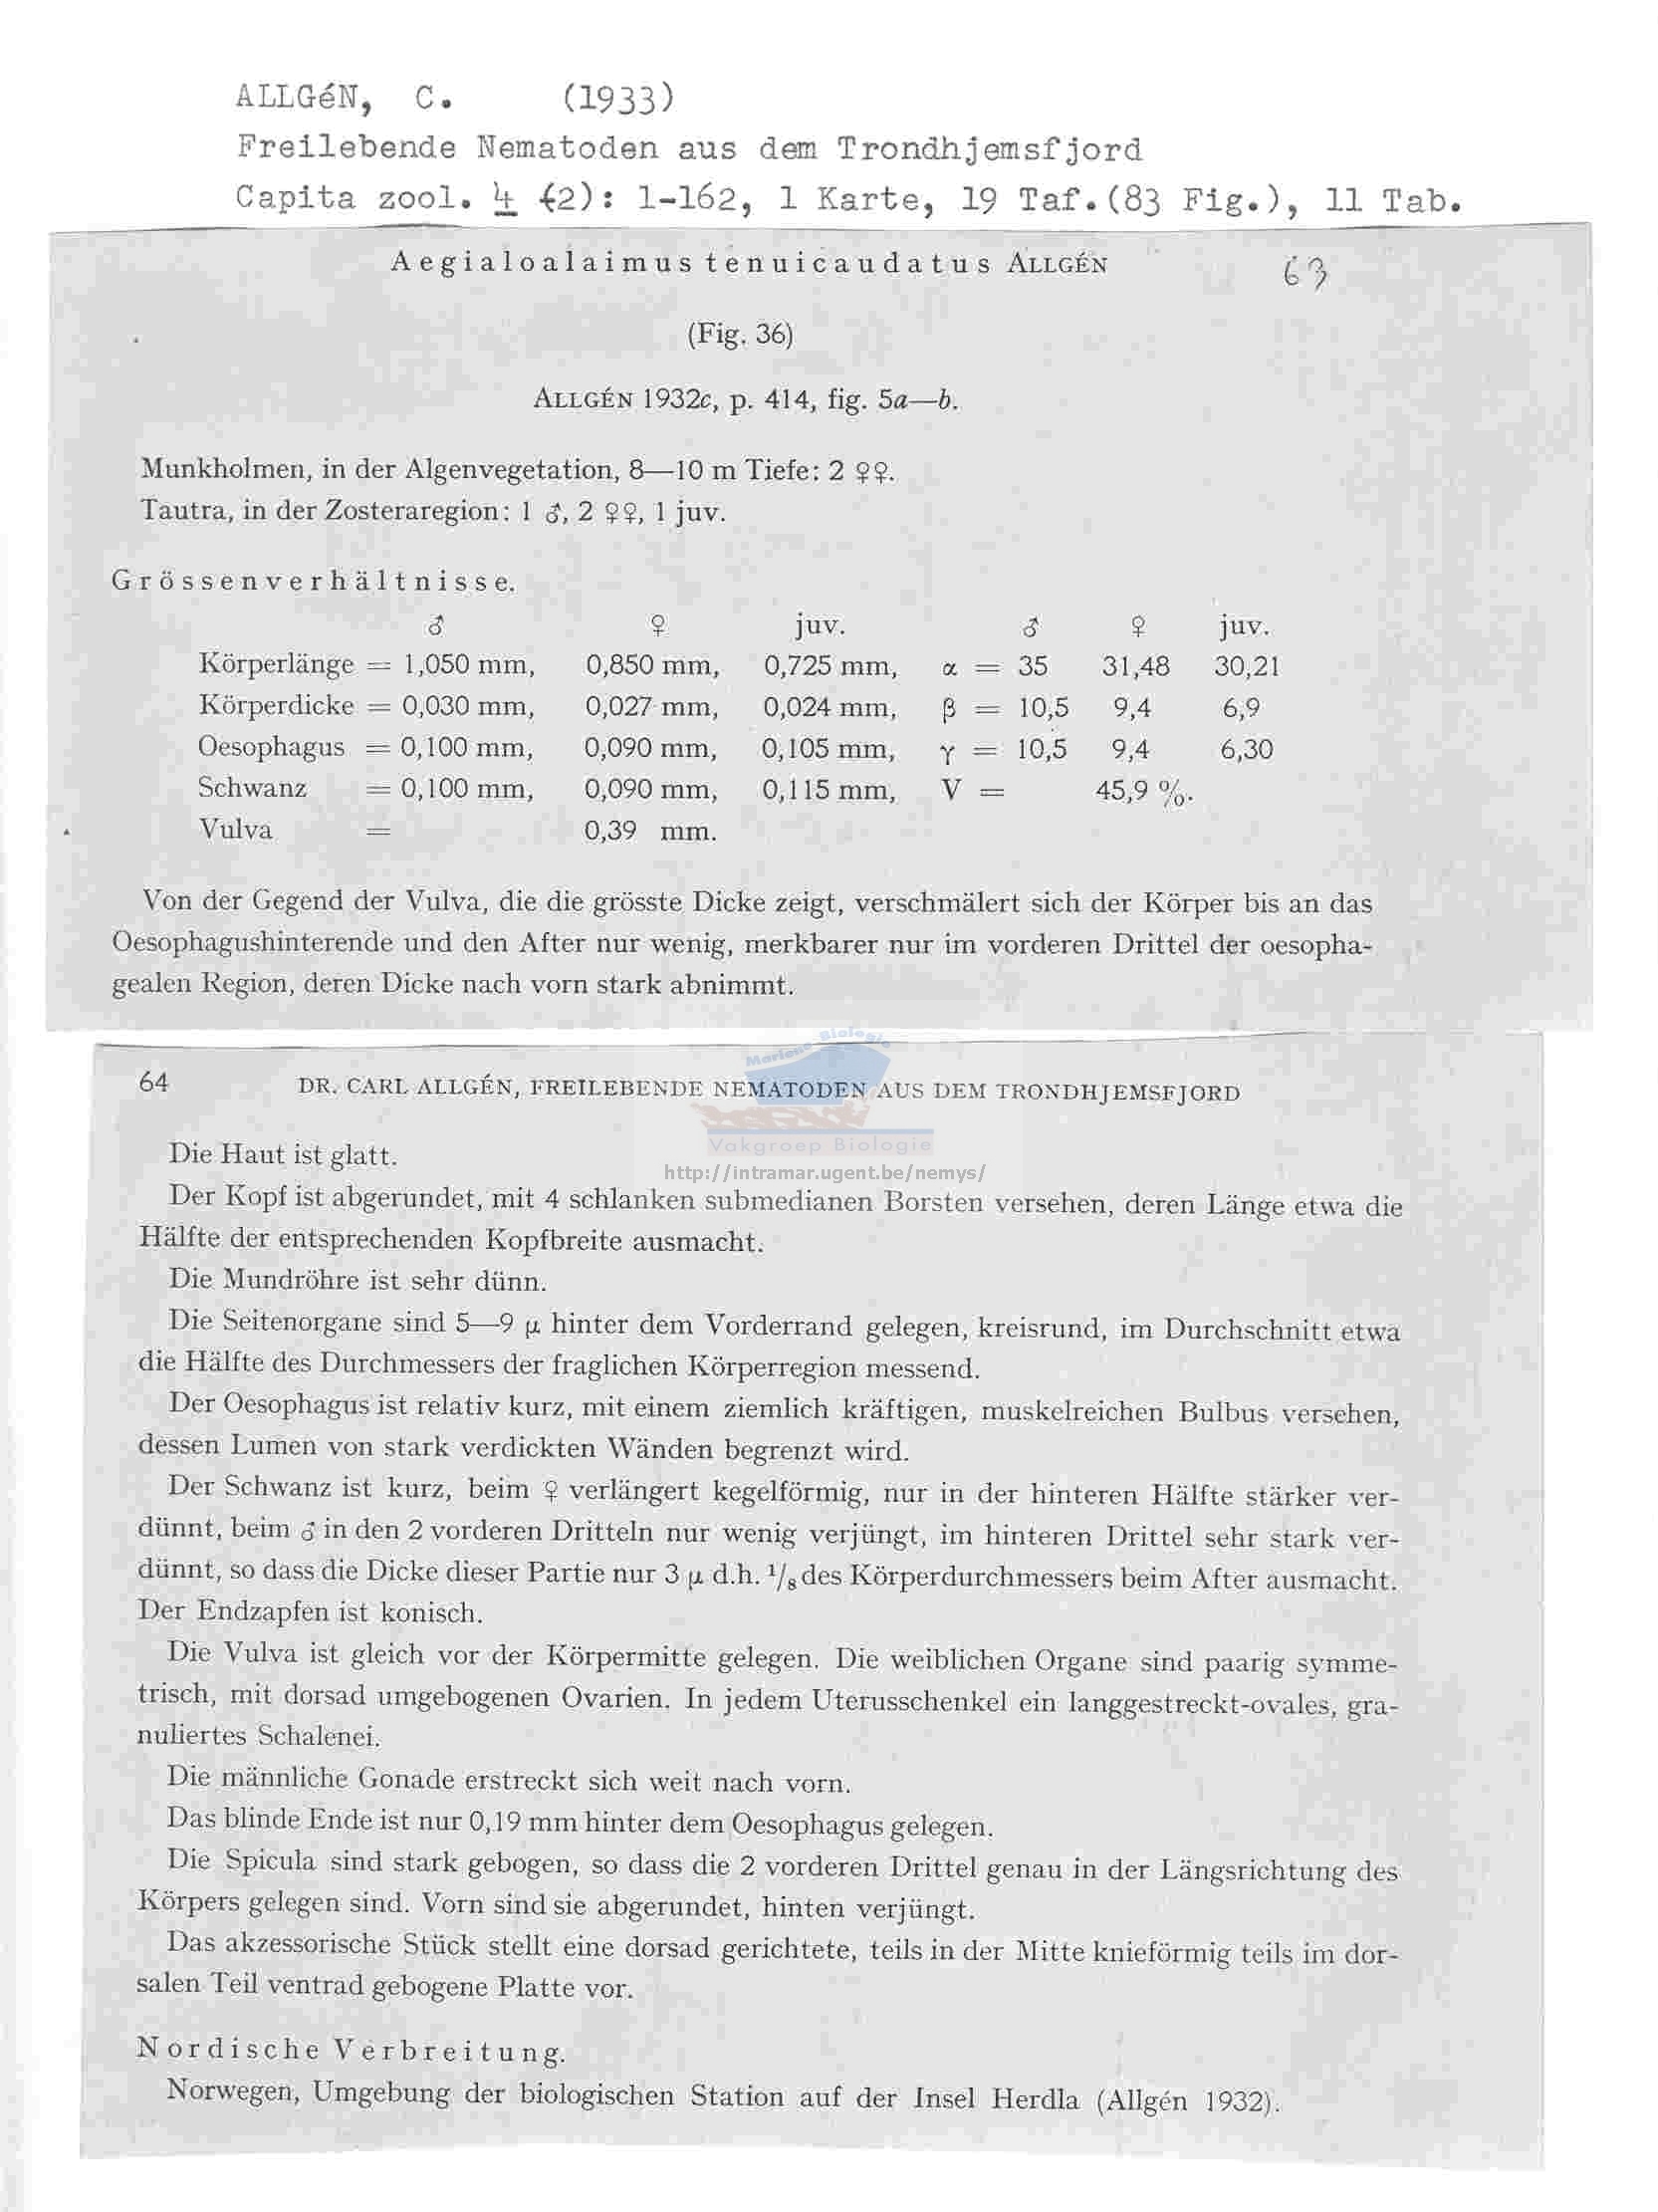 ALLGéN, C. (1933)
Freilebende Nematoden aus dem Trondhjemsfjord
Capita zool. 4 (2): 1-162, 1 Karte, 19 Taf.(83 Fig.), 11 Tab.
Aegialoalaimus tenuicaudatus ALLGÉN 63
(Fig. 36)
ALLGÉN 1932c, p. 414, fig. 5a—b.
Munkholmen, in der Algenvegetation, 8—10 m Tiefe: 2 ♀♀.
Tautra, in der Zosteraregion: 1 ♂, 2 ♀♀, 1 juv.
Grössenverhältnisse.
♂ ♀ juv. ♂ ♀ juv.
Körperlänge = 1,050 mm, 0,850 mm, 0,725 mm, α = 35 31,48 30,21
Körperdicke = 0,030 mm, 0,027 mm, 0,024 mm, β = 10,5 9,4 6,9
Oesophagus = 0,100 mm, 0,090 mm, 0,105 mm, γ = 10,5 9,4 6,30
Schwanz = 0,100 mm, 0,090 mm, 0,115 mm, V = 45,9 %.
Vulva = 0,39 mm.
Von der Gegend der Vulva, die die grösste Dicke zeigt, verschmälert sich der Körper bis an das
Oesophagushinterende und den After nur wenig, merkbarer nur im vorderen Drittel der oesopha-
gealen Region, deren Dicke nach vorn stark abnimmt.
Mariene Biologie
64 DR. CARL ALLGÉN, FREILEBENDE NEMATODEN AUS DEM TRONDHJEMSFJORD
Vakgroep Biologie
Die Haut ist glatt.
http://intramar.ugent.be/nemys/
Der Kopf ist abgerundet, mit 4 schlanken submedianen Borsten versehen, deren Länge etwa die
Hälfte der entsprechenden Kopfbreite ausmacht.
Die Mundröhre ist sehr dünn.
Die Seitenorgane sind 5—9 μ hinter dem Vorderrand gelegen, kreisrund, im Durchschnitt etwa
die Hälfte des Durchmessers der fraglichen Körperregion messend.
Der Oesophagus ist relativ kurz, mit einem ziemlich kräftigen, muskelreichen Bulbus versehen,
dessen Lumen von stark verdickten Wänden begrenzt wird.
Der Schwanz ist kurz, beim ♀ verlängert kegelförmig, nur in der hinteren Hälfte stärker ver-
dünnt, beim ♂ in den 2 vorderen Dritteln nur wenig verjüngt, im hinteren Drittel sehr stark ver-
dünnt, so dass die Dicke dieser Partie nur 3 μ d.h. 1/8 des Körperdurchmessers beim After ausmacht.
Der Endzapfen ist konisch.
Die Vulva ist gleich vor der Körpermitte gelegen. Die weiblichen Organe sind paarig symme-
trisch, mit dorsad umgebogenen Ovarien. In jedem Uterusschenkel ein langgestreckt-ovales, gra-
nuliertes Schalenei.
Die männliche Gonade erstreckt sich weit nach vorn.
Das blinde Ende ist nur 0,19 mm hinter dem Oesophagus gelegen.
Die Spicula sind stark gebogen, so dass die 2 vorderen Drittel genau in der Längsrichtung des
Körpers gelegen sind. Vorn sind sie abgerundet, hinten verjüngt.
Das akzessorische Stück stellt eine dorsad gerichtete, teils in der Mitte knieförmig teils im dor-
salen Teil ventrad gebogene Platte vor.
Nordische Verbreitung.
Norwegen, Umgebung der biologischen Station auf der Insel Herdla (Allgén 1932).